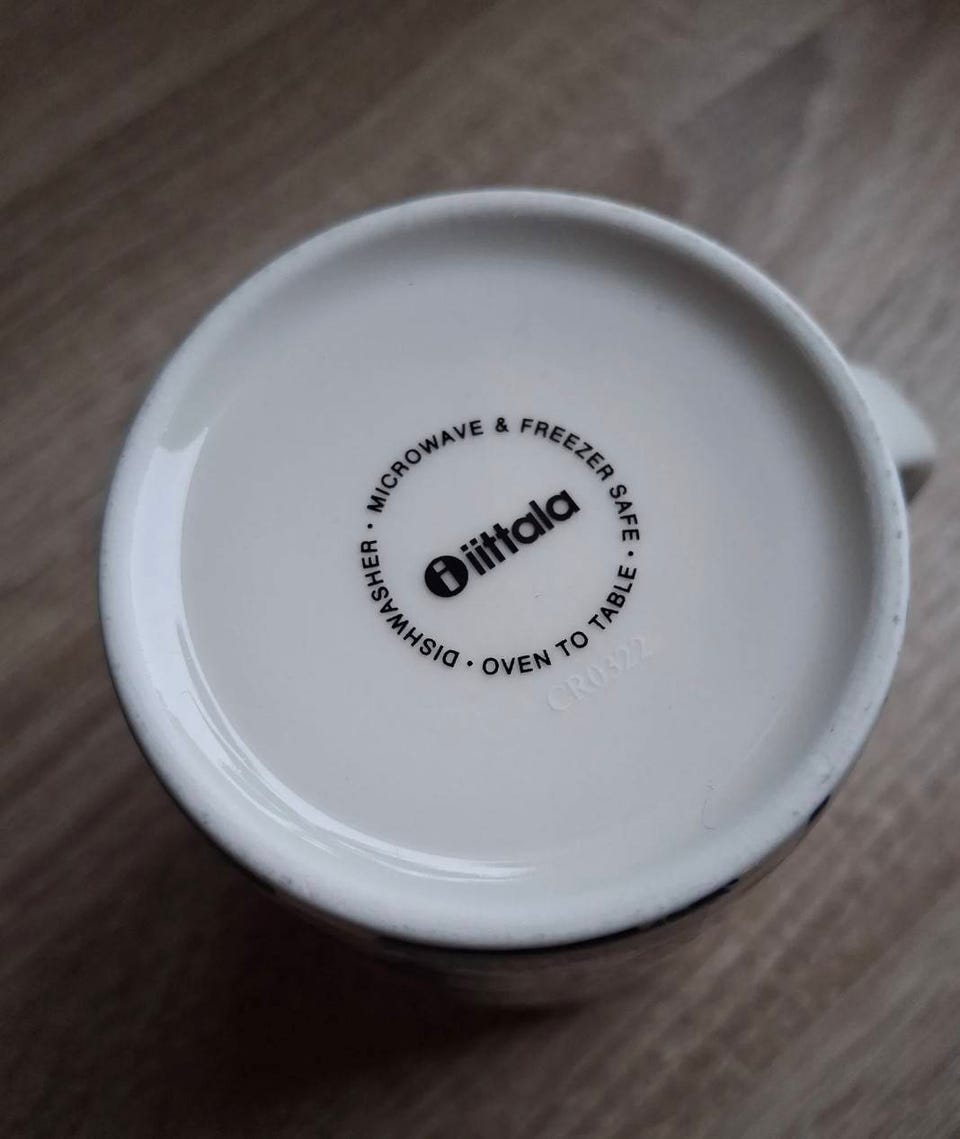 DISHWASHER · MICROWAVE & FREEZER SAFE · OVEN TO TABLE ·
i iittala
CR0322